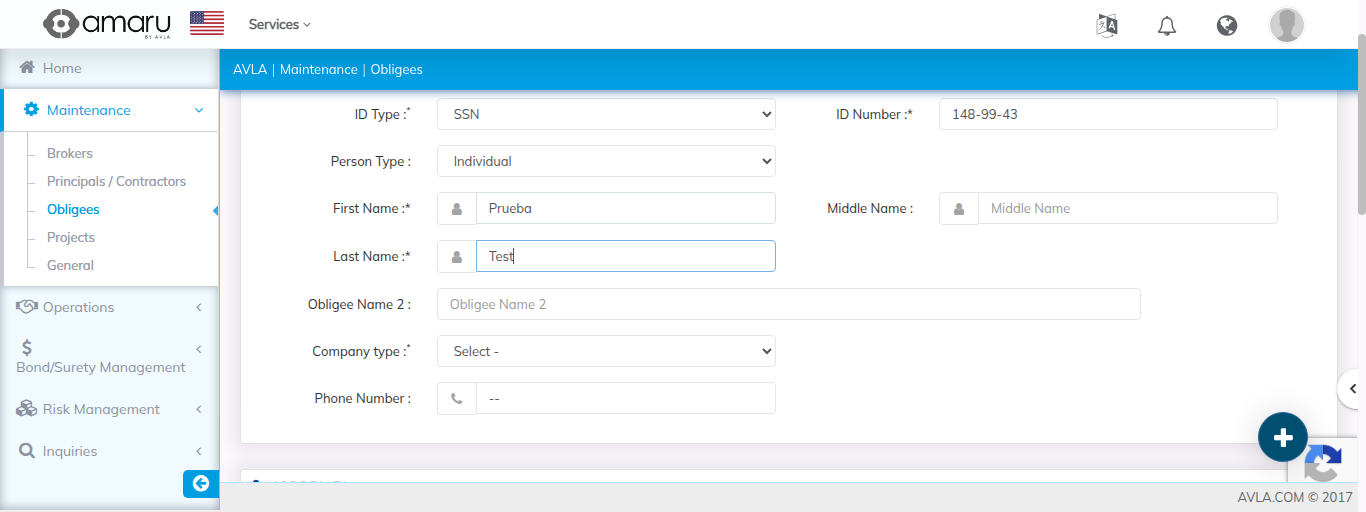 amaru
BY AVLA
Services
Home
AVLA | Maintenance | Obligees
Maintenance
Brokers
Principals / Contractors
Obligees
Projects
General
Operations
Bond/Surety Management
Risk Management
Inquiries
ID Type :* SSN ID Number :* 148-99-43
Person Type : Individual
First Name :* Prueba Middle Name : Middle Name
Last Name :* Test
Obligee Name 2 : Obligee Name 2
Company type :* Select -
Phone Number : --
AVLA.COM © 2017